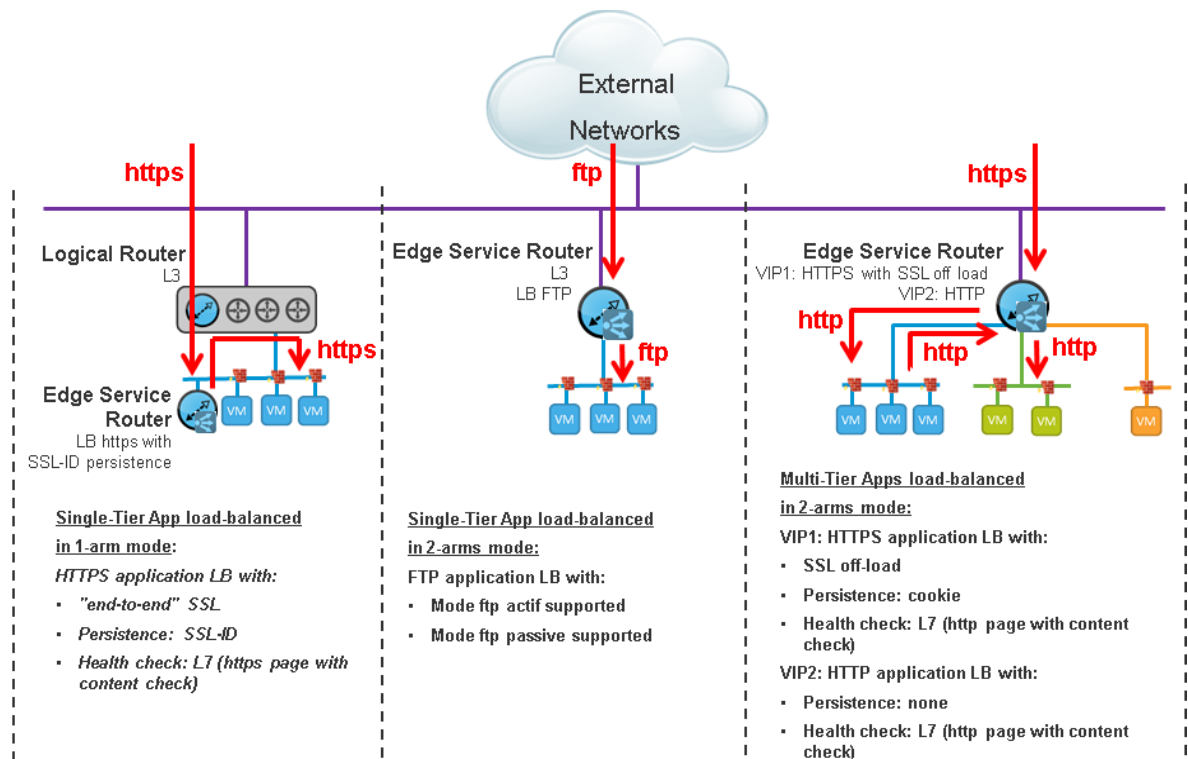 External
Networks
https
ftp
https
Logical Router
L3
https
Edge Service
Router
LB https with
SSL-ID persistence
VM
VM
VM
Edge Service Router
L3
LB FTP
ftp
VM
VM
VM
Edge Service Router
VIP1: HTTPS with SSL off load
VIP2: HTTP
http
http
http
VM
VM
VM
VM
VM
VM
Single-Tier App load-balanced
in 1-arm mode:
HTTPS application LB with:
▪ "end-to-end" SSL
▪ Persistence: SSL-ID
▪ Health check: L7 (https page with
content check)
Single-Tier App load-balanced
in 2-arms mode:
FTP application LB with:
▪ Mode ftp actif supported
▪ Mode ftp passive supported
Multi-Tier Apps load-balanced
in 2-arms mode:
VIP1: HTTPS application LB with:
▪ SSL off-load
▪ Persistence: cookie
▪ Health check: L7 (http page with content
check)
VIP2: HTTP application LB with:
▪ Persistence: none
▪ Health check: L7 (http page with content
check)